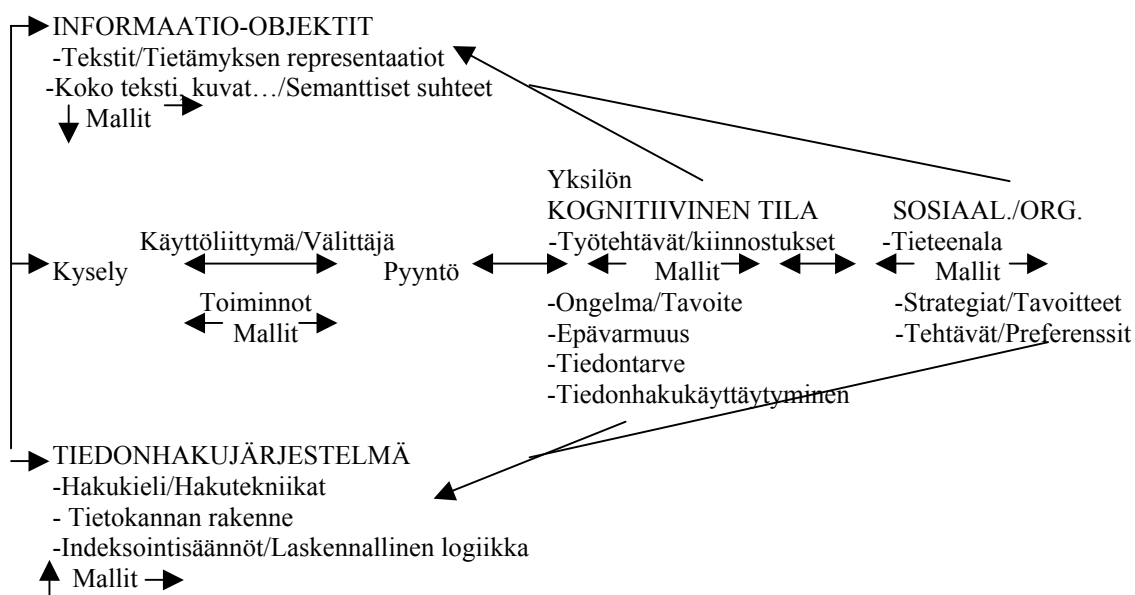 INFORMAATIO-OBJEKTIT
-Tekstit/Tietämyksen representaatiot
-Koko teksti, kuvat…/Semanttiset suhteet
Mallit
Yksilön
KOGNITIIVINEN TILA
SOSIAAL./ORG.
Käyttöliittymä/Välittäjä
-Työtehtävät/kiinnostukset
-Tieteenala
Kysely
Pyyntö
Mallit
Mallit
Toiminnot
-Ongelma/Tavoite
-Strategiat/Tavoitteet
Mallit
-Epävarmuus
-Tehtävät/Preferenssit
-Tiedontarve
-Tiedonhakukäyttäytyminen
TIEDONHAKUJÄRJESTELMÄ
-Hakukieli/Hakutekniikat
- Tietokannan rakenne
-Indeksointisäännöt/Laskennallinen logiikka
Mallit